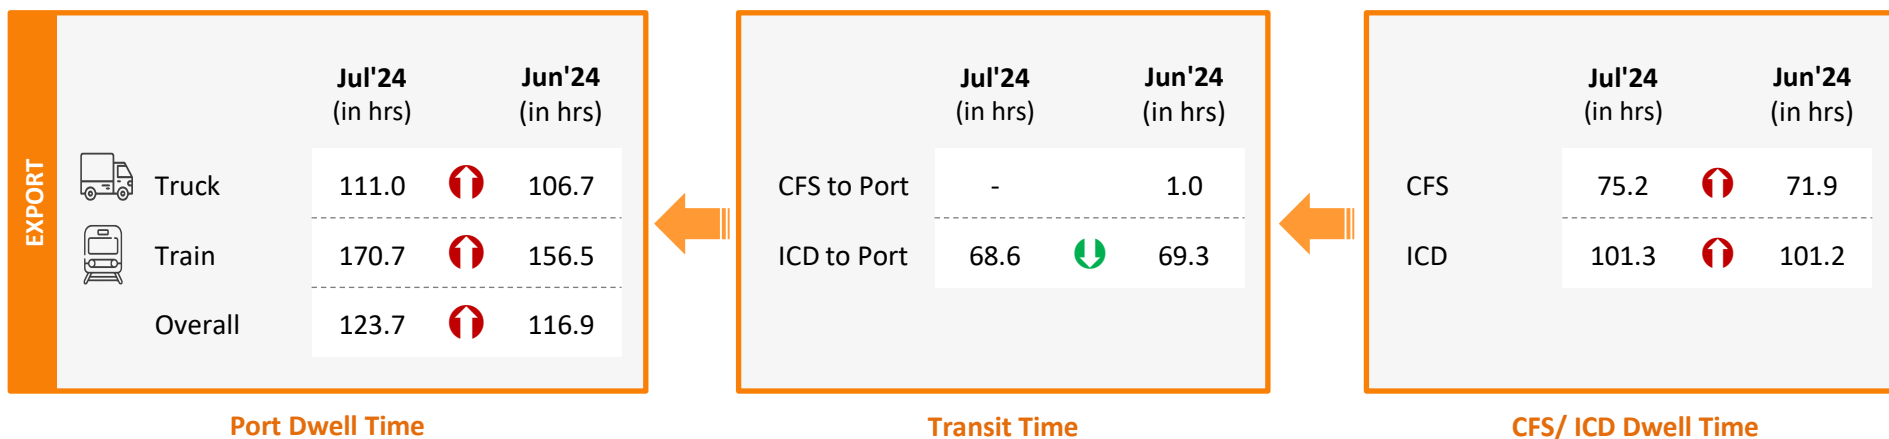 EXPORT
Jul'24 Jun'24
(in hrs) (in hrs)
Truck 111.0 106.7
Train 170.7 156.5
Overall 123.7 116.9
Port Dwell Time
Jul'24 Jun'24
(in hrs) (in hrs)
CFS to Port - 1.0
ICD to Port 68.6 69.3
Transit Time
Jul'24 Jun'24
(in hrs) (in hrs)
CFS 75.2 71.9
ICD 101.3 101.2
CFS/ ICD Dwell Time